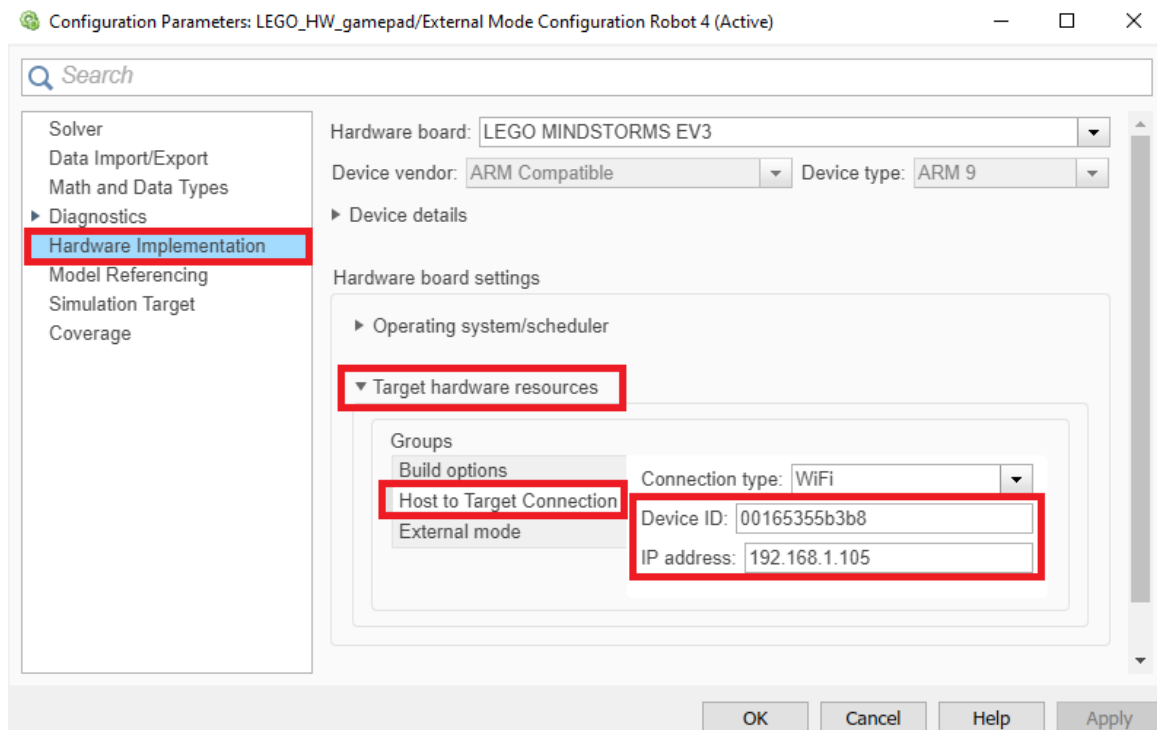 Configuration Parameters: LEGO_HW_gamepad/External Mode Configuration Robot 4 (Active)
Search
Solver
Data Import/Export
Math and Data Types
Diagnostics
Hardware Implementation
Model Referencing
Simulation Target
Coverage
Hardware board: LEGO MINDSTORMS EV3
Device vendor: ARM Compatible Device type: ARM 9
Device details
Hardware board settings
Operating system/scheduler
Target hardware resources
Groups
Build options
Host to Target Connection
External mode
Connection type: WiFi
Device ID: 00165355b3b8
IP address: 192.168.1.105
OK Cancel Help Apply